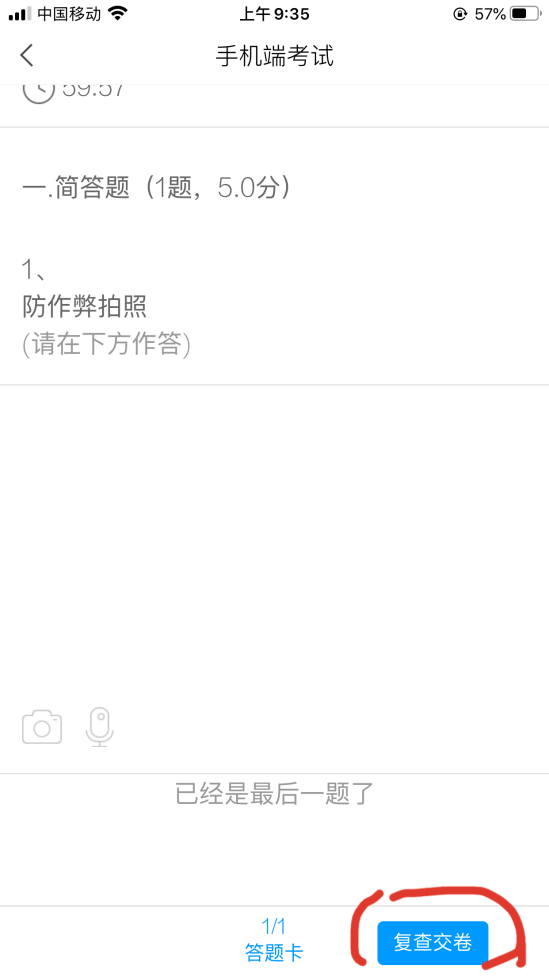 中国移动 上午 9:35 57%
手机端考试
59:57
一.简答题（1题，5.0分）
1、
防作弊拍照
(请在下方作答)
已经是最后一题了
1/1
答题卡
复查交卷